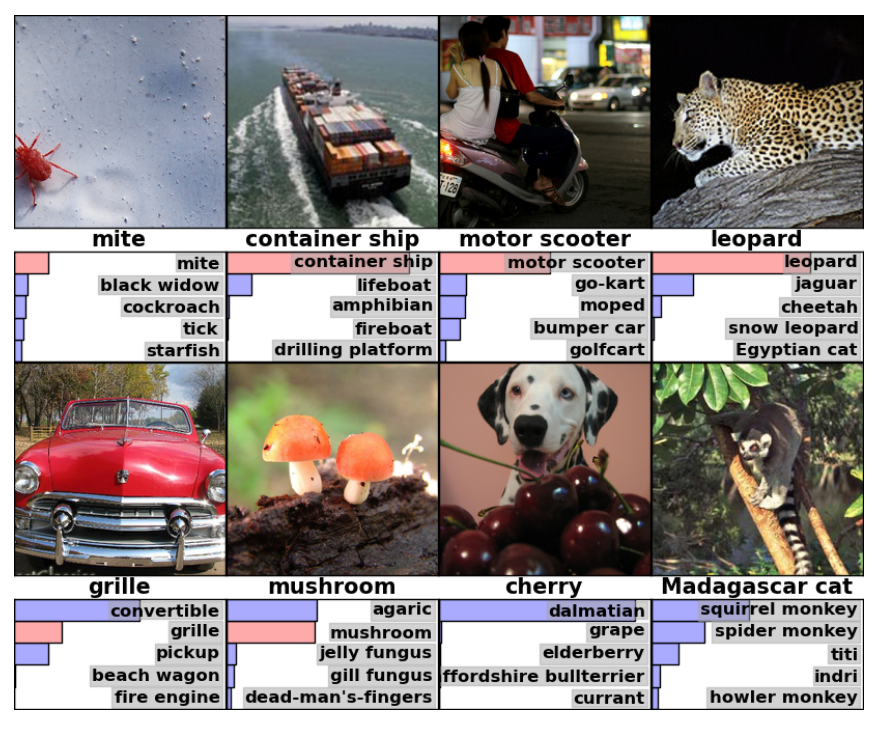 mite
container ship
motor scooter
leopard
mite
black widow
cockroach
tick
starfish
container ship
lifeboat
amphibian
fireboat
drilling platform
motor scooter
go-kart
moped
bumper car
golfcart
leopard
jaguar
cheetah
snow leopard
Egyptian cat
grille
mushroom
cherry
Madagascar cat
convertible
grille
pickup
beach wagon
fire engine
agaric
mushroom
jelly fungus
gill fungus
dead-man's-fingers
dalmatian
grape
elderberry
ffordshire bullterrier
currant
squirrel monkey
spider monkey
titi
indri
howler monkey